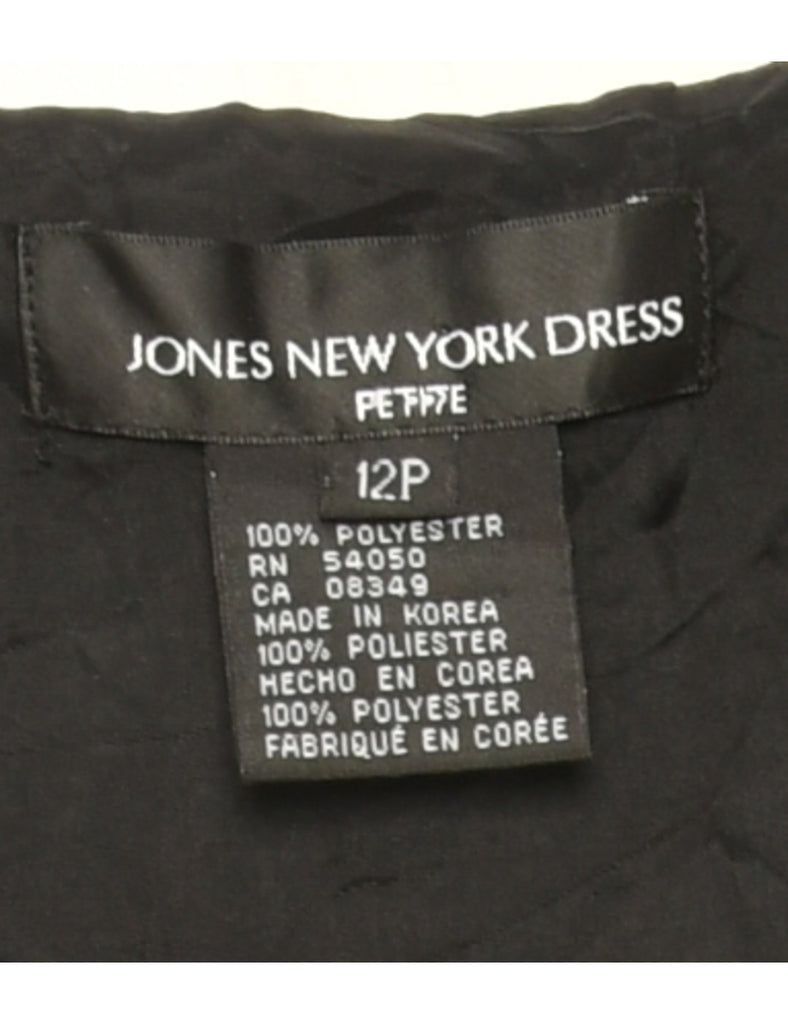 JONES NEW YORK DRESS
PETITE
12P
100% POLYESTER
RN 54050
CA 08349
MADE IN KOREA
100% POLIESTER
HECHO EN COREA
100% POLYESTER
FABRIQUÉ EN CORÉE